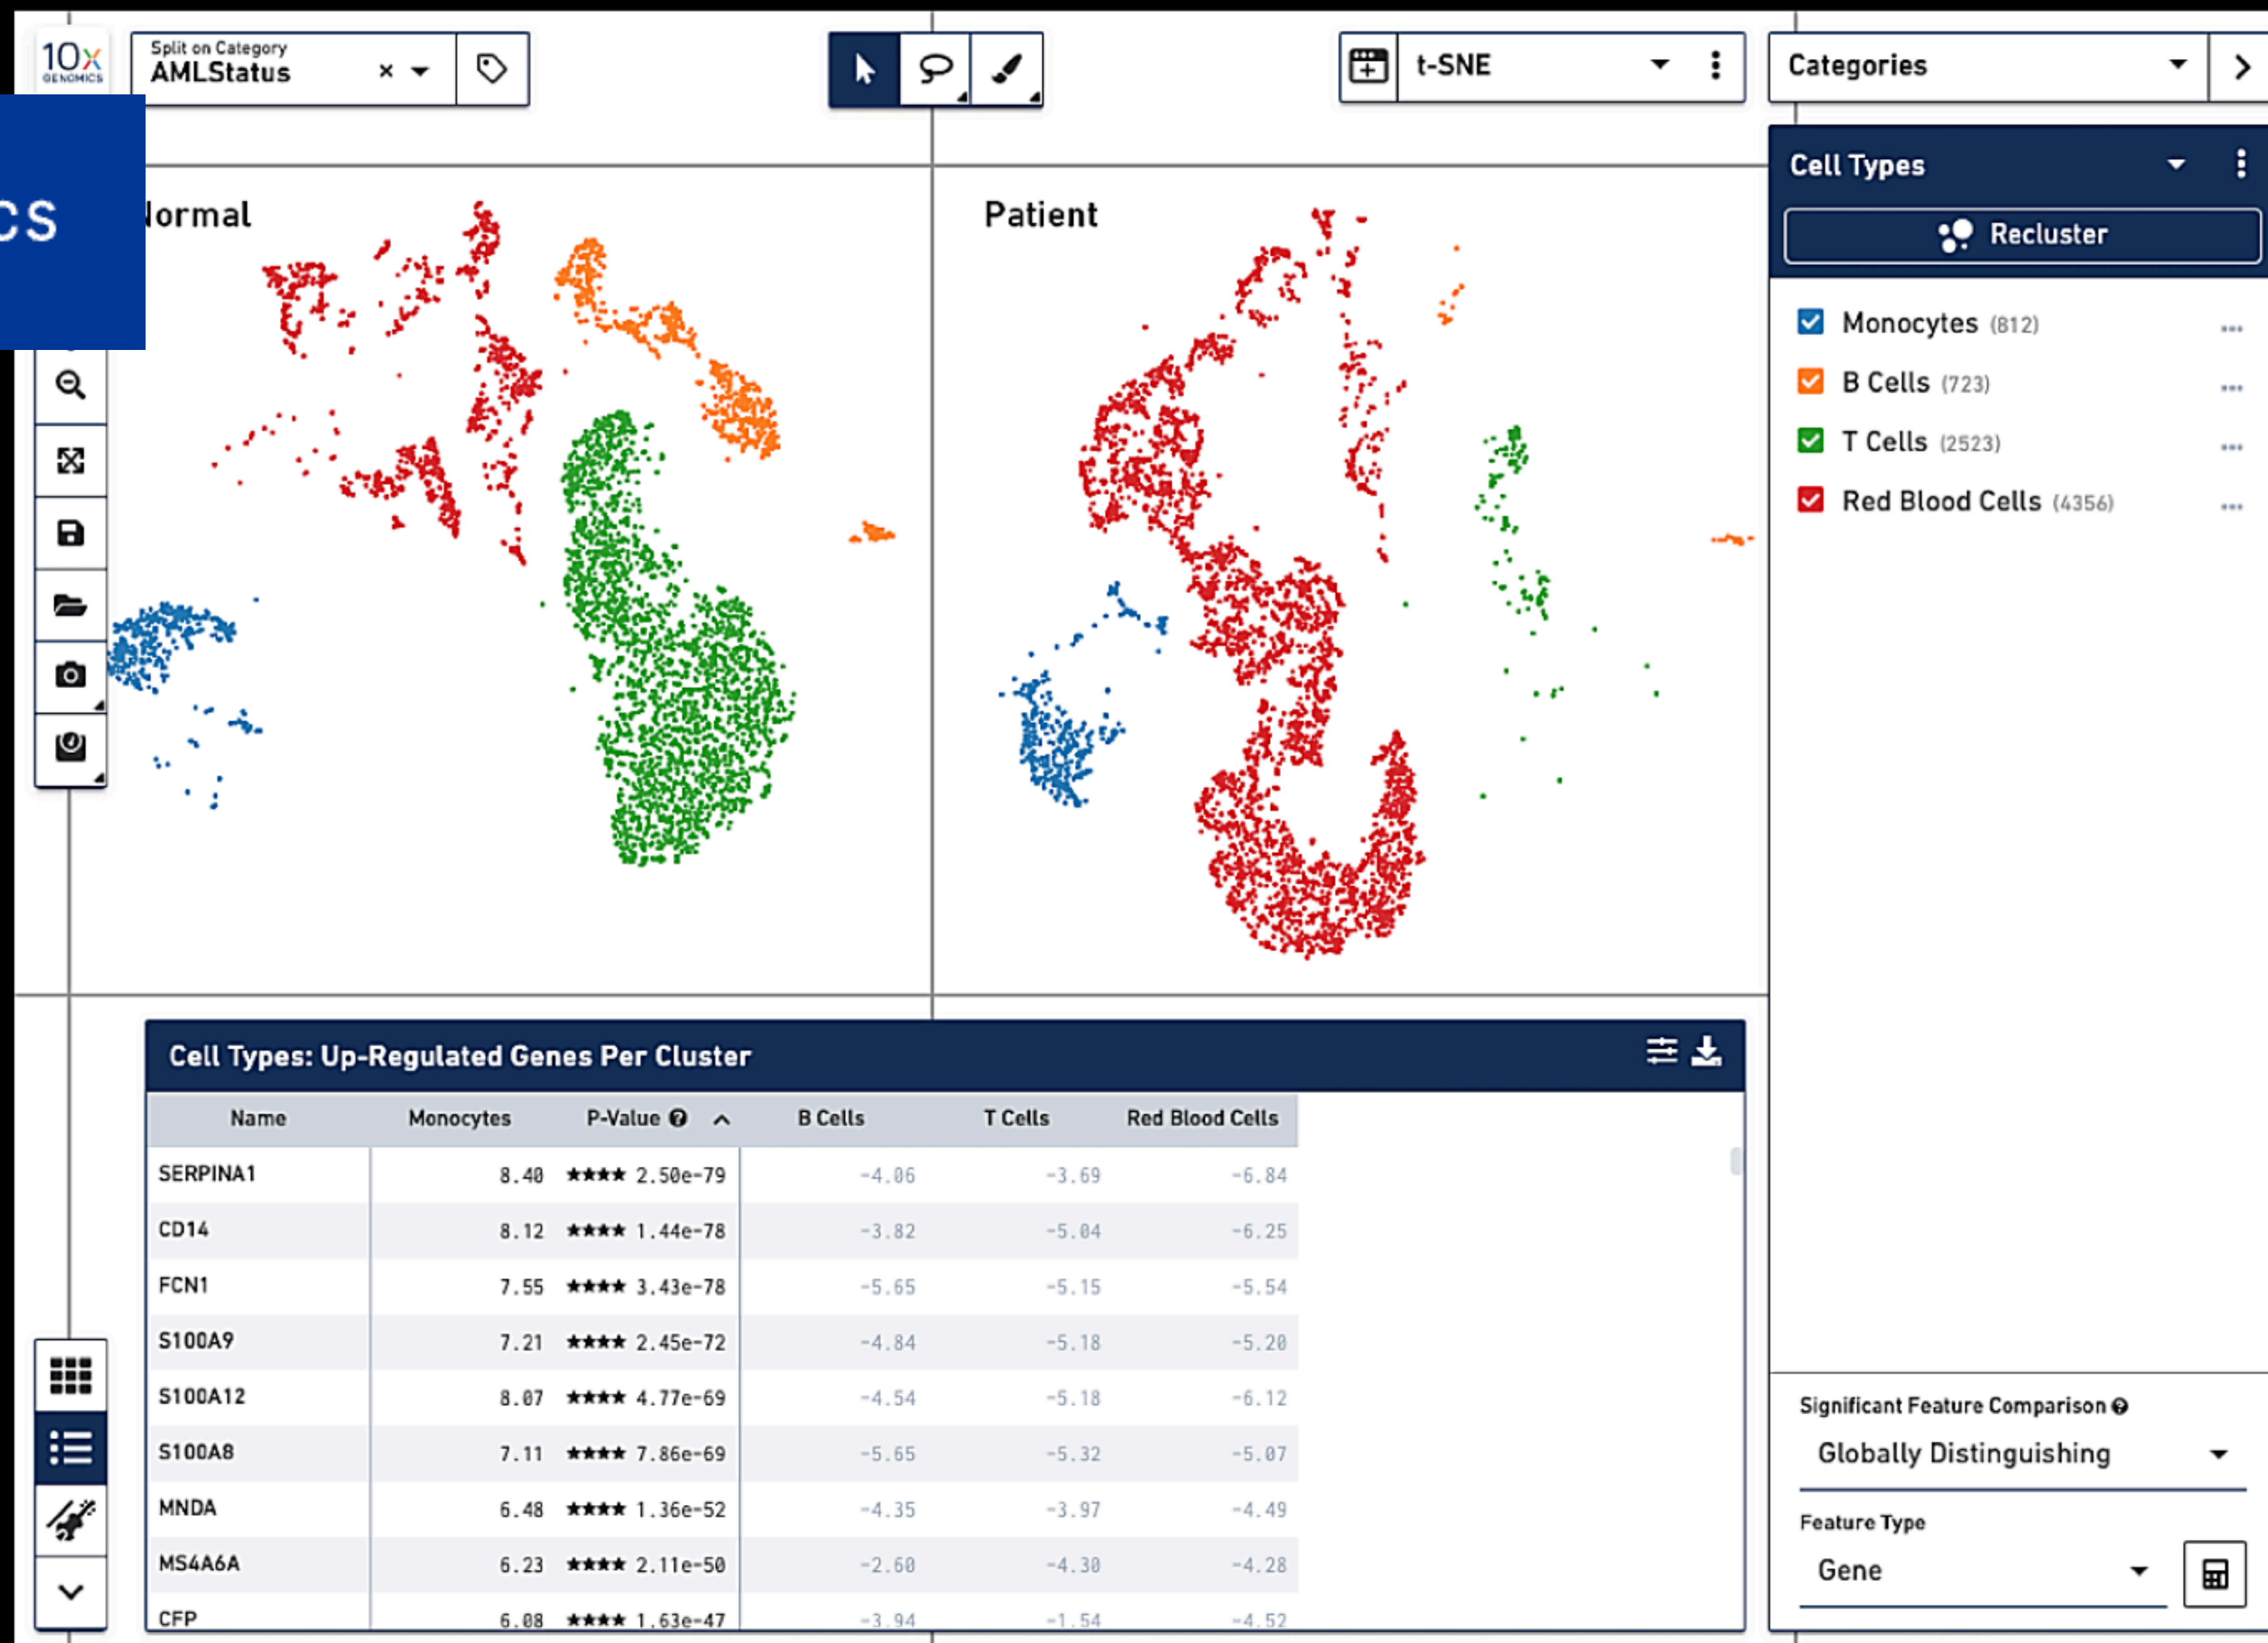 10x
GENOMICS
Split on Category
AMLStatus
t-SNE
Categories
cs
Normal
Patient
Cell Types
Recluster
Monocytes (812)
B Cells (723)
T Cells (2523)
Red Blood Cells (4356)
Cell Types: Up-Regulated Genes Per Cluster
Name Monocytes P-Value B Cells T Cells Red Blood Cells
SERPINA1 8.40 ★★★★ 2.50e-79 -4.06 -3.69 -6.84
CD14 8.12 ★★★★ 1.44e-78 -3.82 -5.04 -6.25
FCN1 7.55 ★★★★ 3.43e-78 -5.65 -5.15 -5.54
S100A9 7.21 ★★★★ 2.45e-72 -4.84 -5.18 -5.20
S100A12 8.07 ★★★★ 4.77e-69 -4.54 -5.18 -6.12
S100A8 7.11 ★★★★ 7.86e-69 -5.65 -5.32 -5.07
MNDA 6.48 ★★★★ 1.36e-52 -4.35 -3.97 -4.49
MS4A6A 6.23 ★★★★ 2.11e-50 -2.60 -4.30 -4.28
CFP 6.08 ★★★★ 1.63e-47 -3.94 -1.54 -4.52
Significant Feature Comparison
Globally Distinguishing
Feature Type
Gene